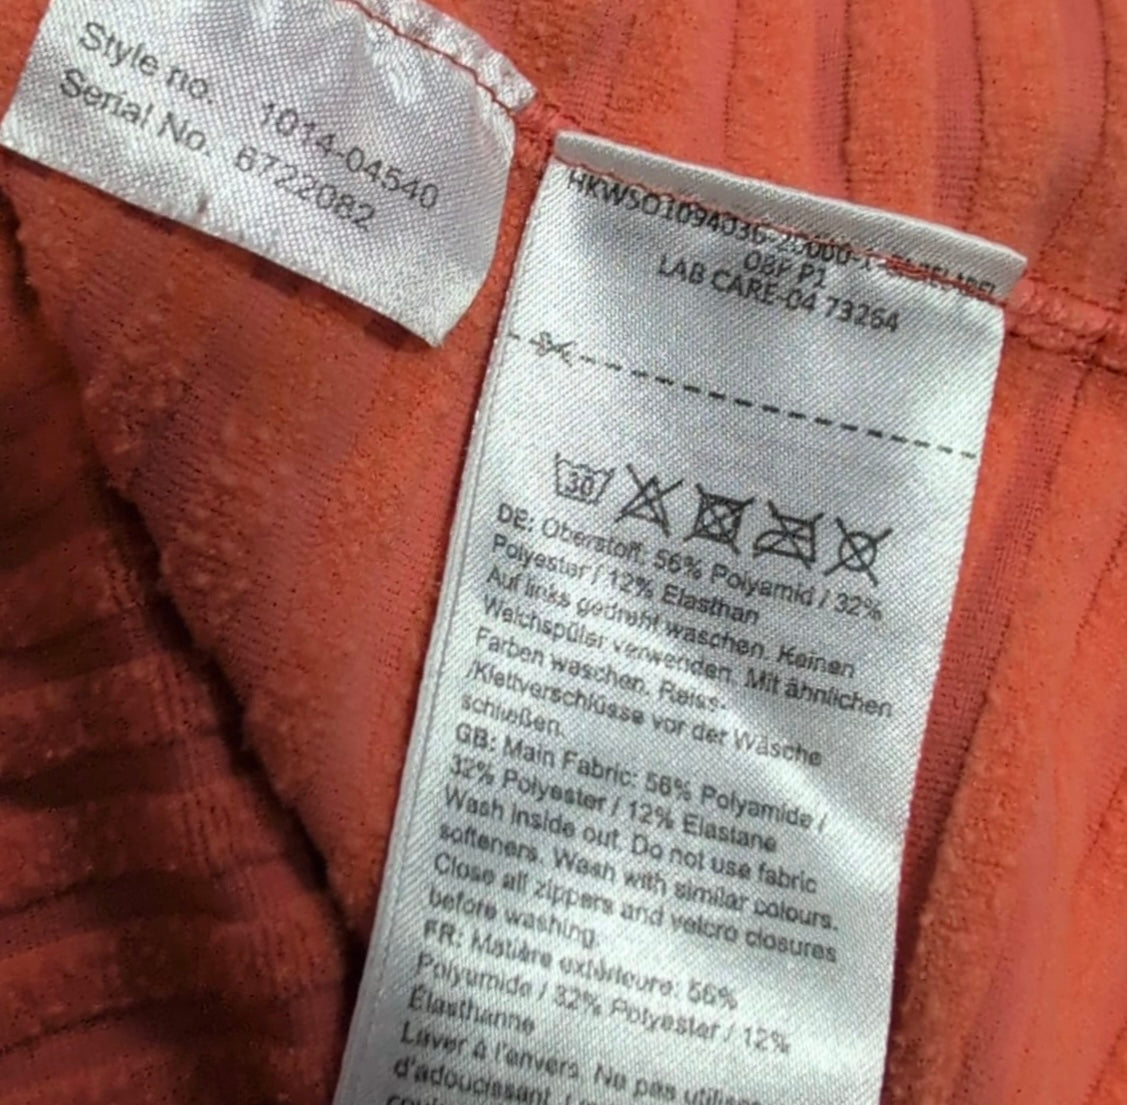 Style no. 1014-04540
Serial No. 6722082
08F P1
LAB CARE-04 73264
30
DE: Oberstoff: 56% Polyamid / 32%
Polyester / 12% Elasthan
Auf links gedreht waschen. Keinen
Weichspüler verwenden. Mit ähnlichen
Farben waschen. Reiss-
/Klettverschlüsse vor der Wäsche
schließen.
GB: Main Fabric: 56% Polyamide /
32% Polyester / 12% Elastane
Wash inside out. Do not use fabric
softeners. Wash with similar colours.
Close all zippers and velcro closures
before washing.
FR: Matière extérieure: 56%
Polyamide / 32% Polyester / 12%
Élasthanne
Laver à l'envers. Ne pas utiliser
d'adoucissant.